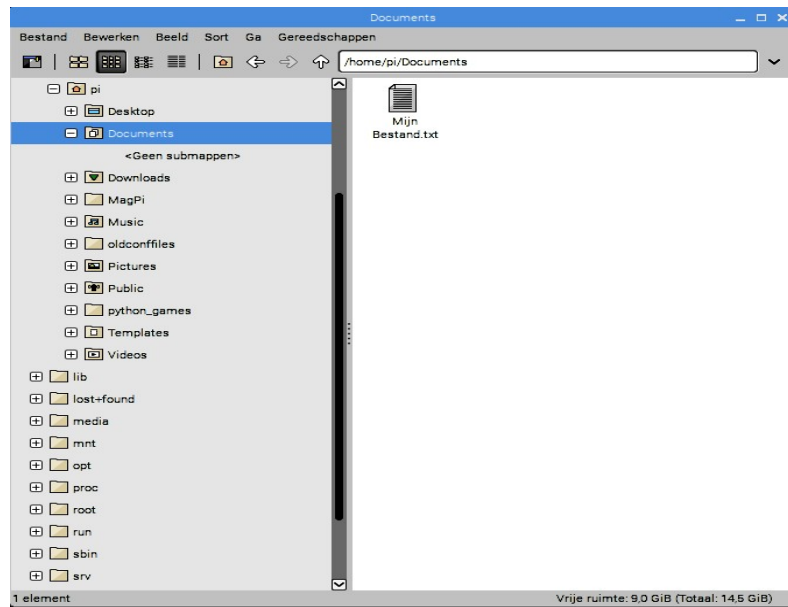 Documents
Bestand Bewerken Beeld Sort Ga Gereedschappen
/home/pi/Documents
pi
Desktop
Documents
<Geen submappen>
Downloads
MagPi
Music
oldconffiles
Pictures
Public
python_games
Templates
Videos
lib
lost+found
media
mnt
opt
proc
root
run
sbin
srv
Mijn
Bestand.txt
1 element
Vrije ruimte: 9,0 GiB (Totaal: 14,5 GiB)